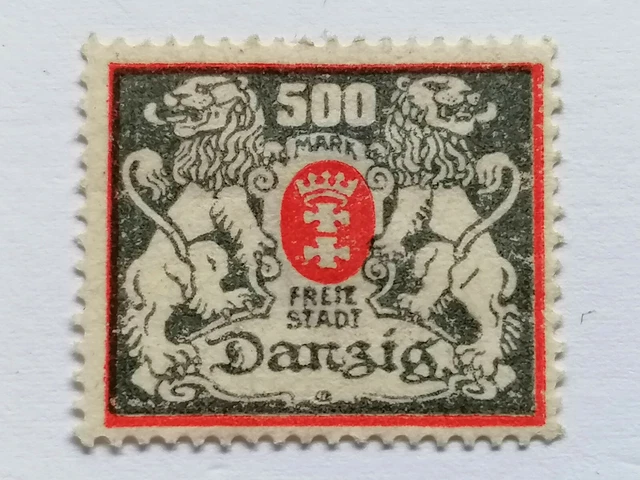 500
MARK
FREIE
STADT
Danzig